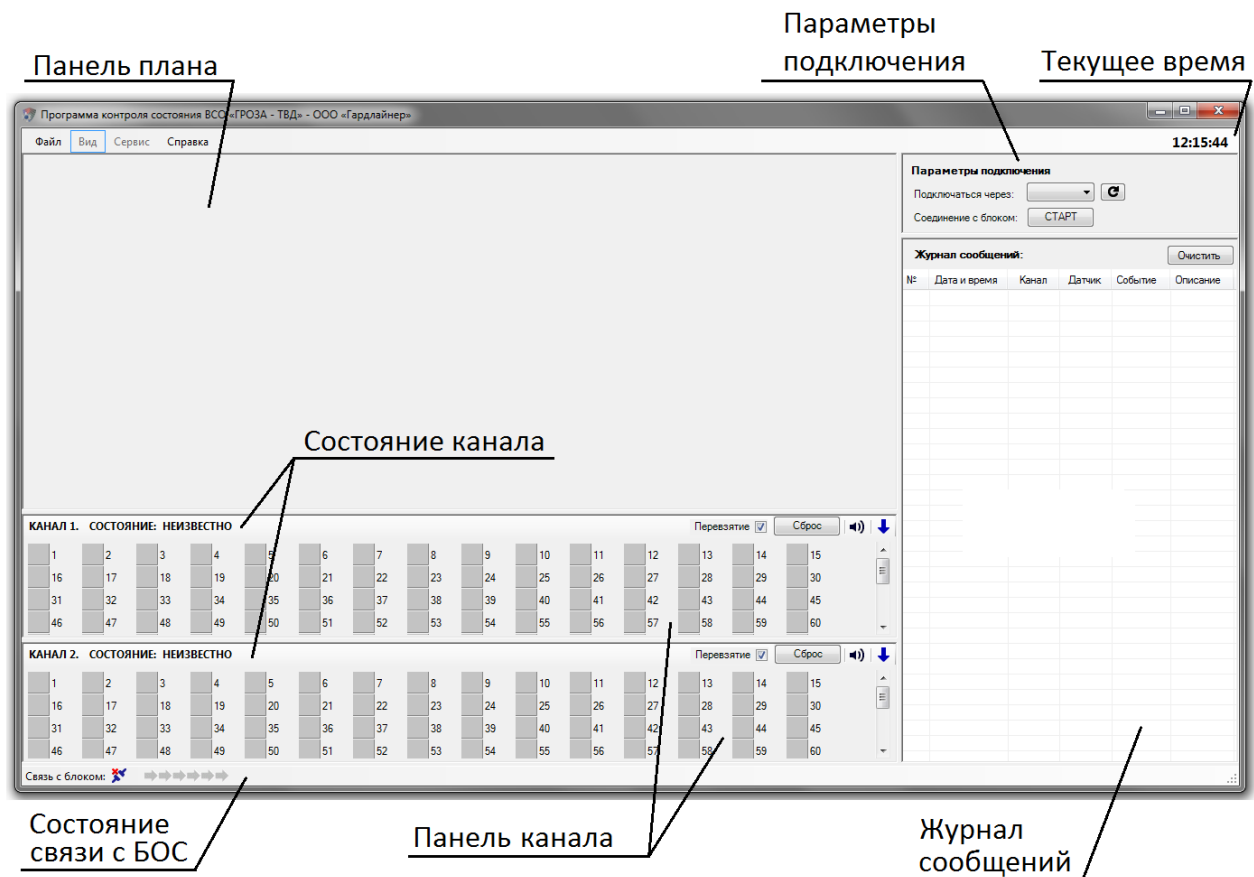 Параметры
подключения
Панель плана
Текущее время
Программа контроля состояния ВСО «ГРОЗА - ТВД» - ООО «Гардлайнер»
Файл Вид Сервис Справка
12:15:44
Параметры подключения
Подключаться через:
Соединение с блоком: СТАРТ
Журнал сообщений: Очистить
№ Дата и время Канал Датчик Событие Описание
Состояние канала
КАНАЛ 1. СОСТОЯНИЕ: НЕИЗВЕСТНО Перевзятие Сброс
1 2 3 4 5 6 7 8 9 10 11 12 13 14 15
16 17 18 19 20 21 22 23 24 25 26 27 28 29 30
31 32 33 34 35 36 37 38 39 40 41 42 43 44 45
46 47 48 49 50 51 52 53 54 55 56 57 58 59 60
КАНАЛ 2. СОСТОЯНИЕ: НЕИЗВЕСТНО Перевзятие Сброс
1 2 3 4 5 6 7 8 9 10 11 12 13 14 15
16 17 18 19 20 21 22 23 24 25 26 27 28 29 30
31 32 33 34 35 36 37 38 39 40 41 42 43 44 45
46 47 48 49 50 51 52 53 54 55 56 57 58 59 60
Связь с блоком:
Состояние
связи с БОС
Панель канала
Журнал
сообщений